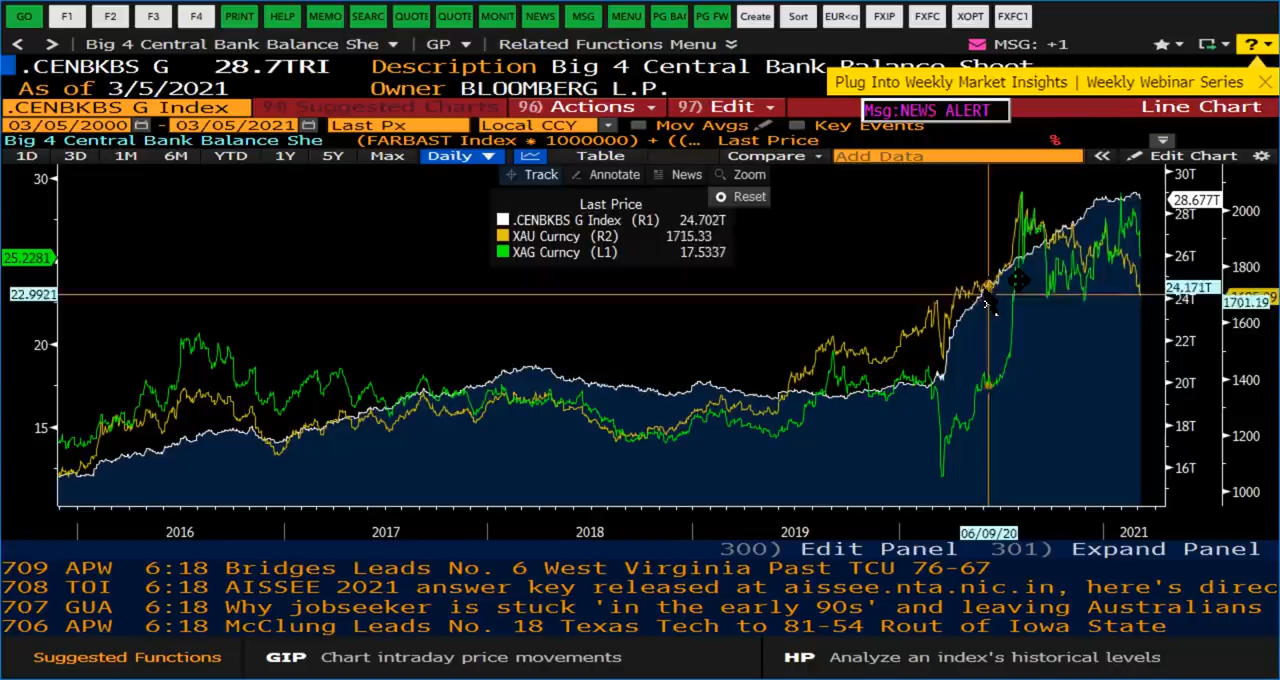 GO F1 F2 F3 F4 PRINT HELP MEMO SEARC QUOTE QUOTE MONIT NEWS MSG MENU PG BAC PG FW Create Sort EUR<cr FXIP FXFC XOPT FXFC1
< > Big 4 Central Bank Balance She GP Related Functions Menu MSG: +1 ?
.CENBKBS G 28.7TRI Description Big 4 Central Bank Balance Sheet
Plug Into Weekly Market Insights | Weekly Webinar Series
As of 3/5/2021 Owner BLOOMBERG L.P.
.CENBKBS G Index 94) Suggested Charts 96) Actions 97) Edit Msg:NEWS ALERT Line Chart
03/05/2000 - 03/05/2021 Last Px Local CCY Mov Avgs Key Events
Big 4 Central Bank Balance She (FARBAST Index * 1000000) + ((… Last Price %
1D 3D 1M 6M YTD 1Y 5Y Max Daily Table Compare Add Data Edit Chart
Track Annotate News Zoom
Reset
Last Price
.CENBKBS G Index (R1) 24.702T
XAU Curncy (R2) 1715.33
XAG Curncy (L1) 17.5337
30
25.2281
22.9921
20
15
30T
28.677T
28T
26T
24.171T
24T
22T
20T
18T
16T
2000
1800
1701.19
1600
1400
1200
1000
2016 2017 2018 2019 06/09/20 2021
300) Edit Panel 301) Expand Panel
709 APW 6:18 Bridges Leads No. 6 West Virginia Past TCU 76-67
708 TOI 6:18 AISSEE 2021 answer key released at aissee.nta.nic.in, here's direc
707 GUA 6:18 Why jobseeker is stuck 'in the early 90s' and leaving Australians
706 APW 6:18 McClung Leads No. 18 Texas Tech to 81-54 Rout of Iowa State
Suggested Functions GIP Chart intraday price movements HP Analyze an index's historical levels